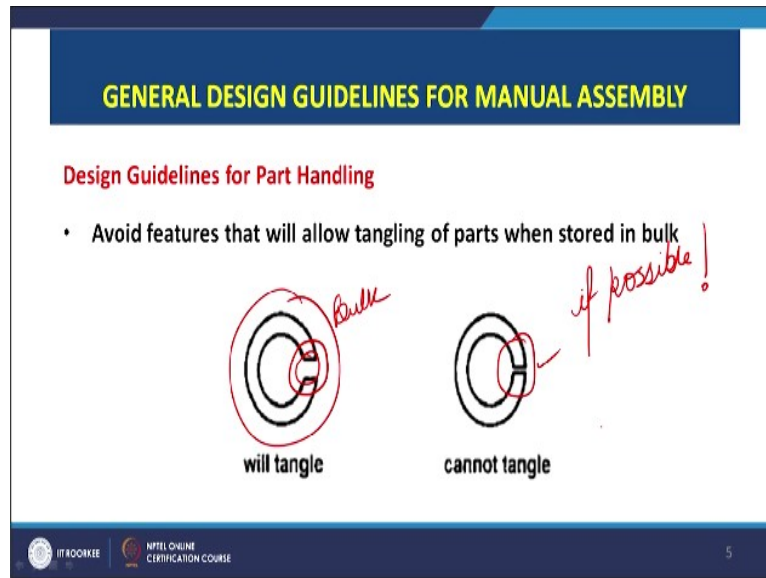 GENERAL DESIGN GUIDELINES FOR MANUAL ASSEMBLY
Design Guidelines for Part Handling
• Avoid features that will allow tangling of parts when stored in bulk
Bulk
if possible!
will tangle
cannot tangle
IIT ROORKEE
NPTEL ONLINE
CERTIFICATION COURSE
5